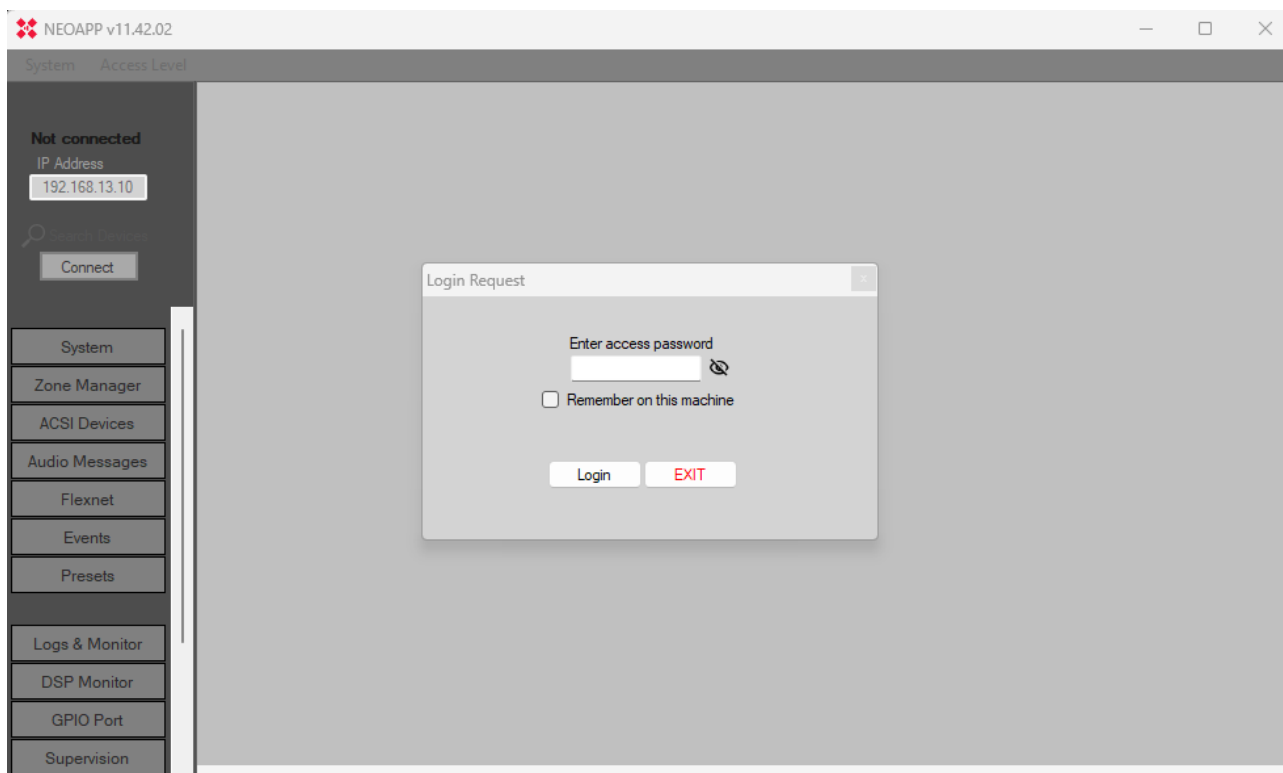 NEOAPP v11.42.02
System Access Level
Not connected
IP Address
192.168.13.10
Search Devices
Connect
Login Request
x
Enter access password
Remember on this machine
Login EXIT
System
Zone Manager
ACSI Devices
Audio Messages
Flexnet
Events
Presets
Logs & Monitor
DSP Monitor
GPIO Port
Supervision